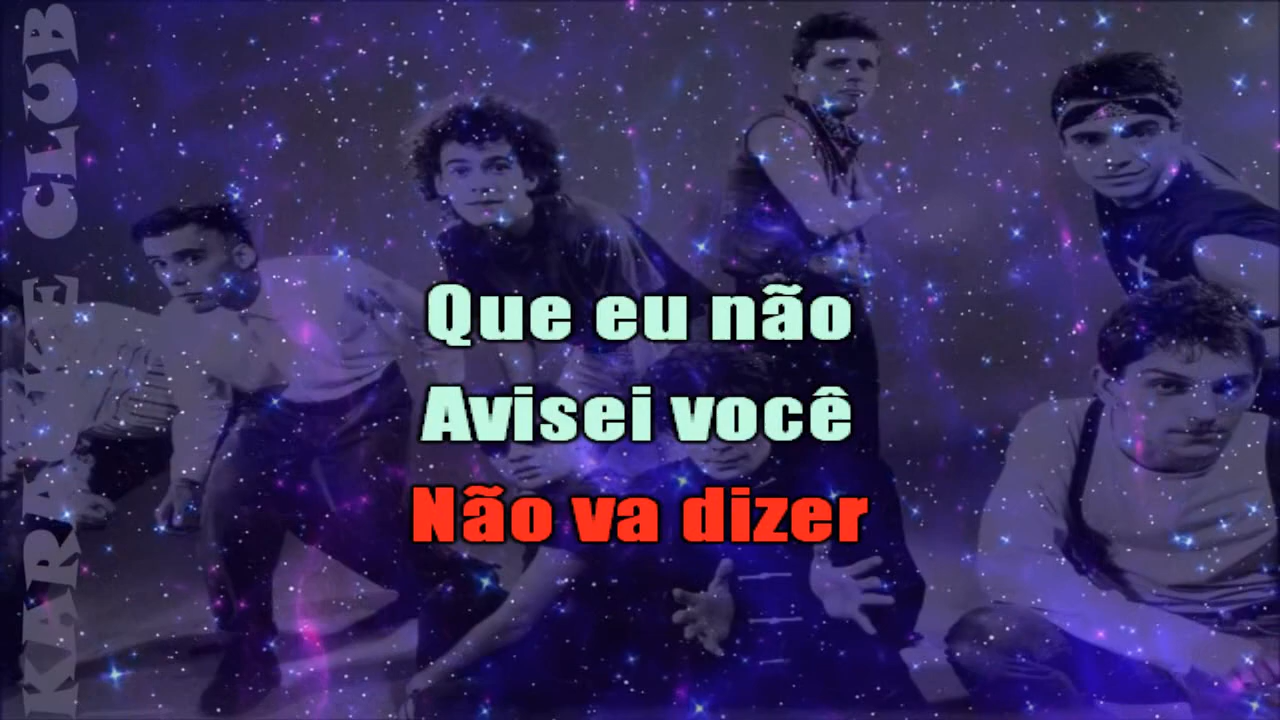 KARAOKE CLUB
Que eu não
Avisei você
Não va dizer